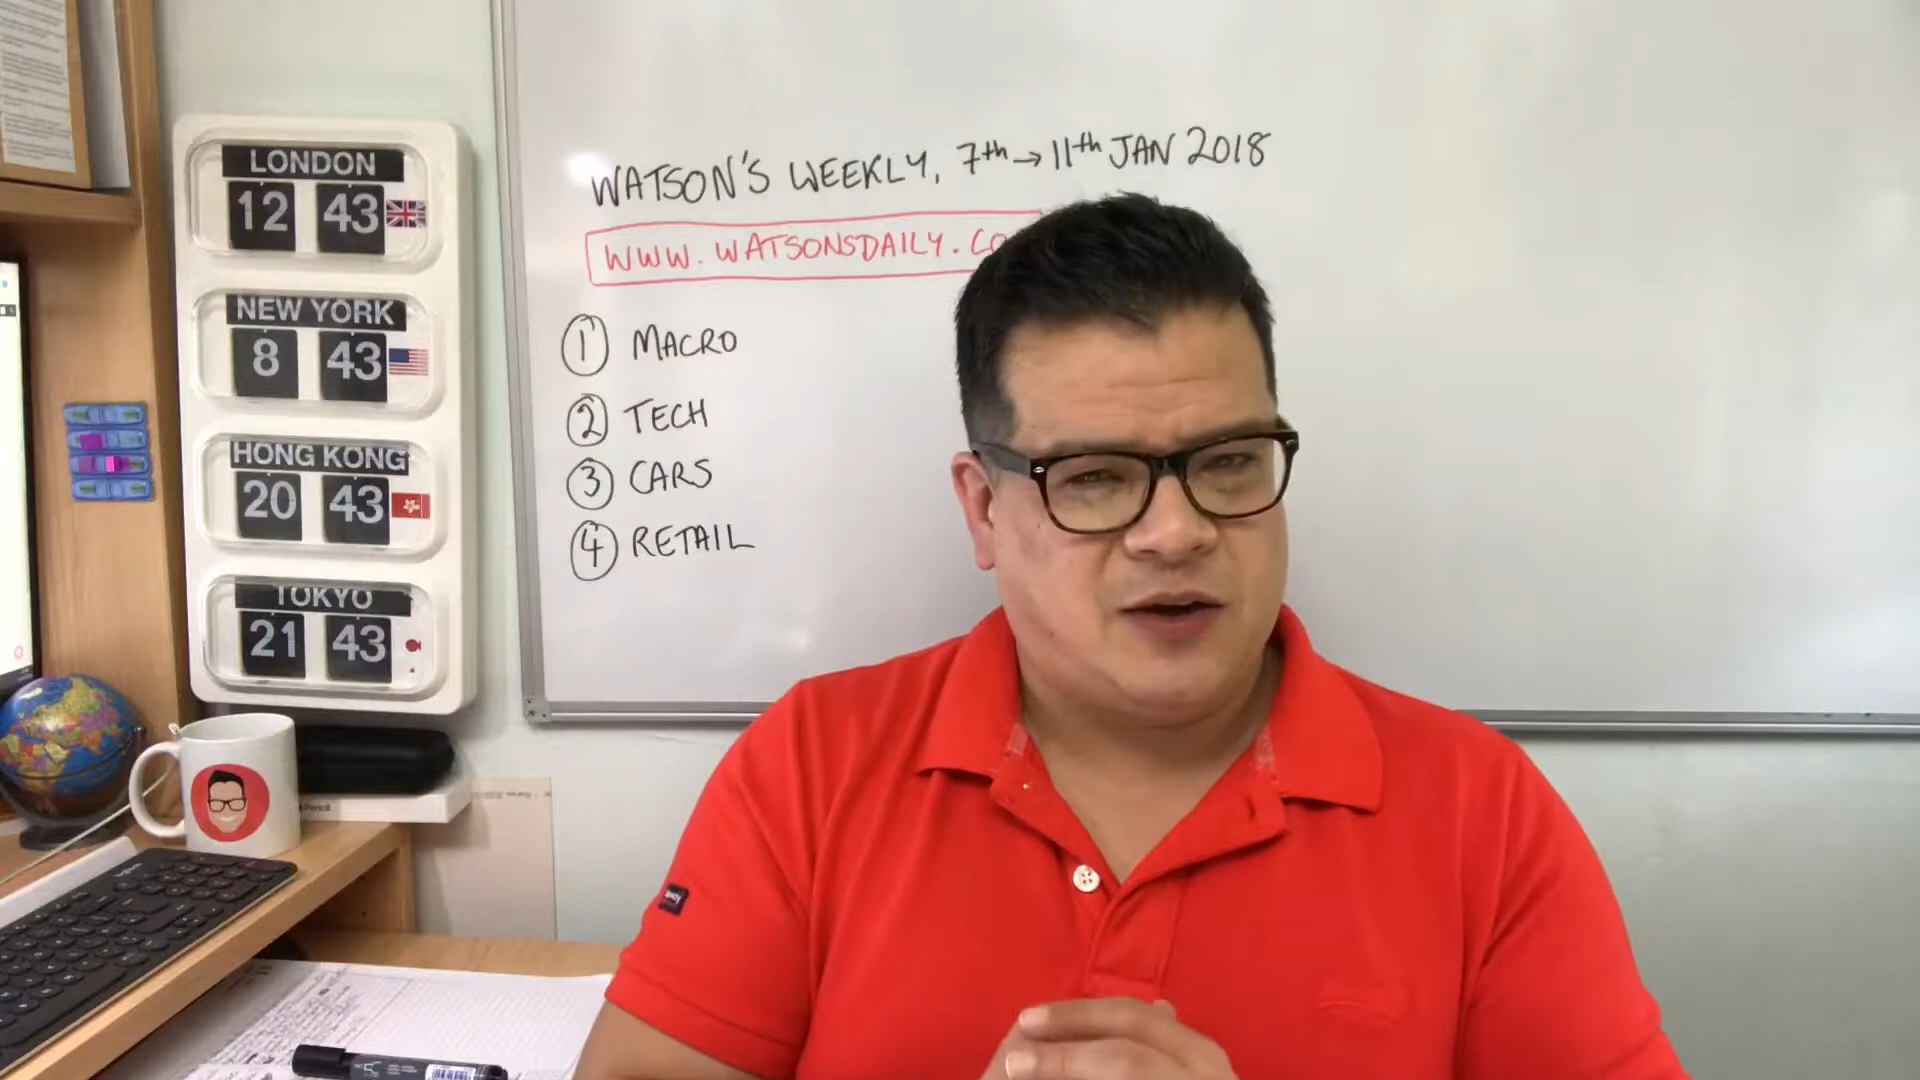 LONDON
12 43
NEW YORK
8 43
HONG KONG
20 43
TOKYO
21 43
WATSON'S WEEKLY, 7th → 11th JAN 2018
WWW.WATSONSDAILY.CO
① MACRO
② TECH
③ CARS
④ RETAIL
Pencil